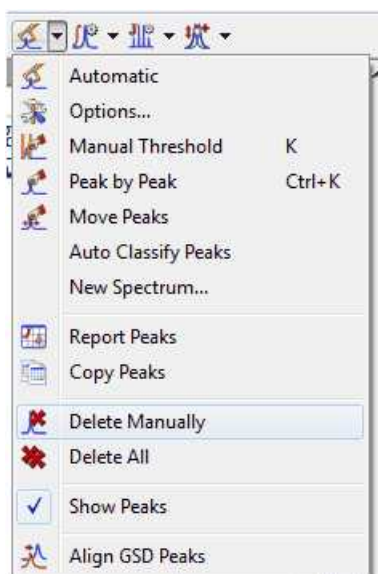 Automatic
Options...
Manual Threshold K
Peak by Peak Ctrl+K
Move Peaks
Auto Classify Peaks
New Spectrum...
Report Peaks
Copy Peaks
Delete Manually
Delete All
Show Peaks
Align GSD Peaks